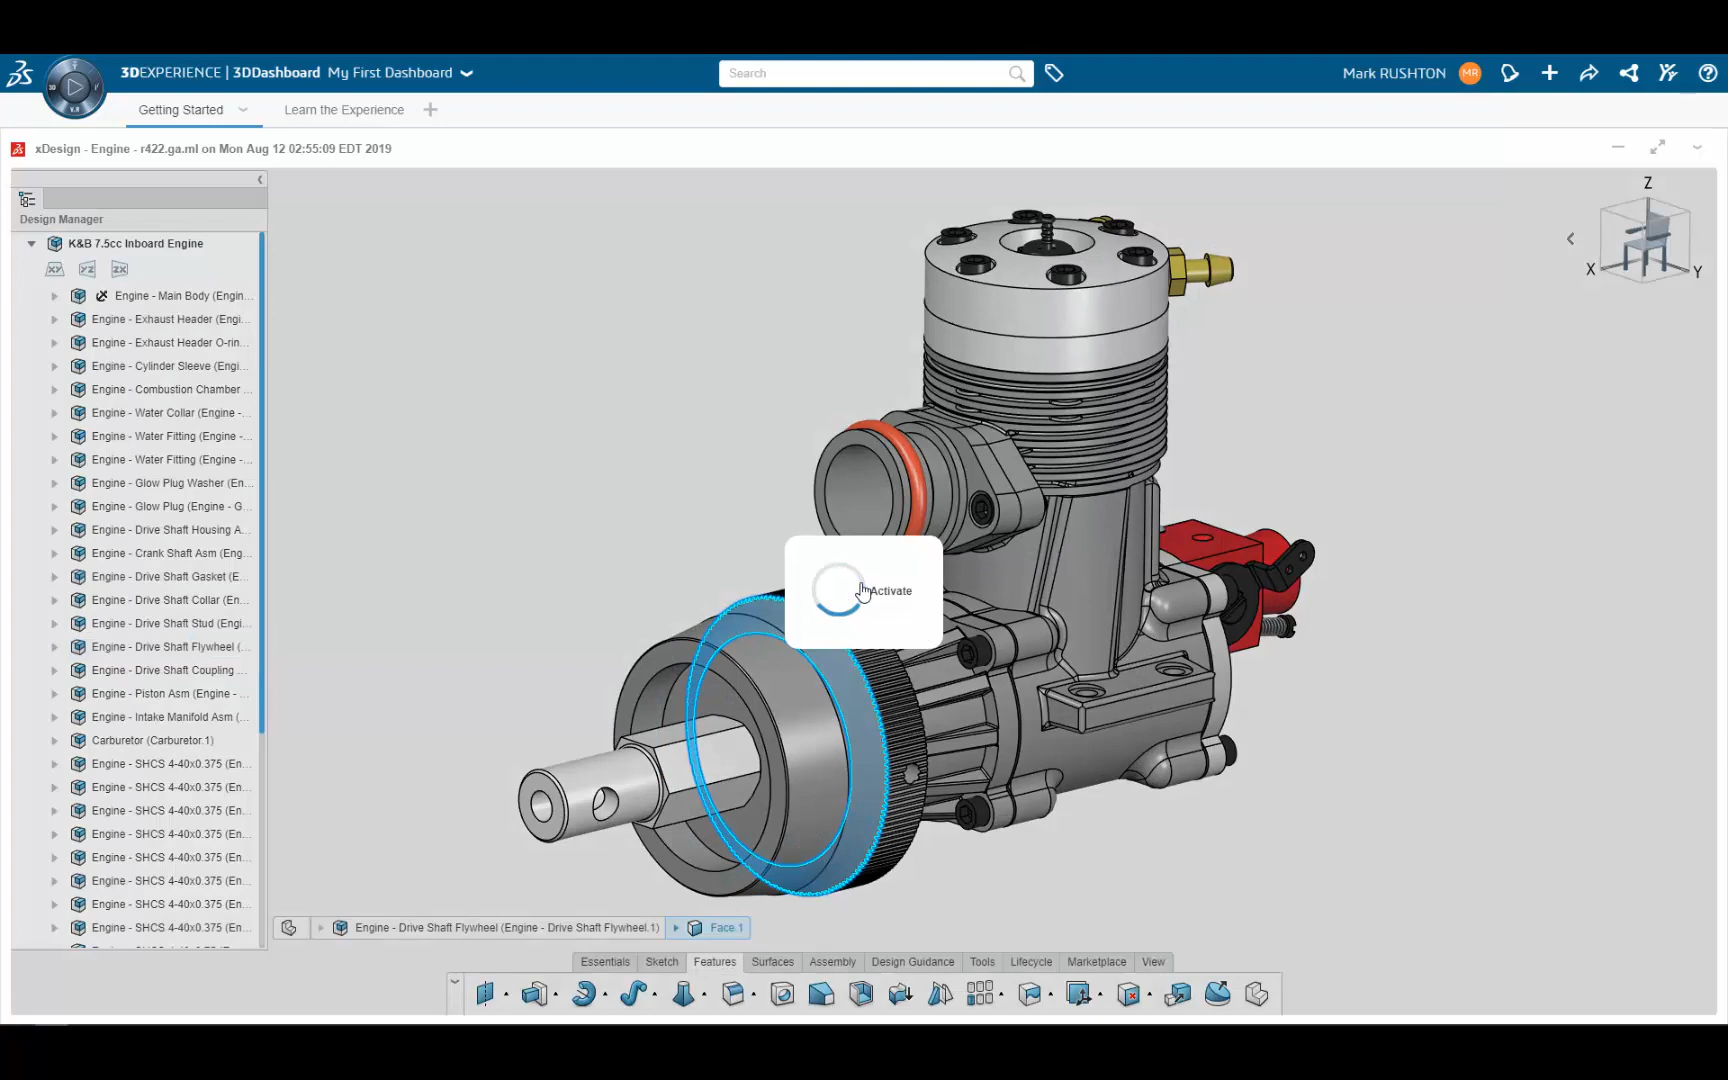 3DEXPERIENCE | 3DDashboard My First Dashboard
Search
Mark RUSHTON MR
3D
V.R
Getting Started
Learn the Experience
xDesign - Engine - r422.ga.ml on Mon Aug 12 02:55:09 EDT 2019
Design Manager
K&B 7.5cc Inboard Engine
XY YZ ZX
Engine - Main Body (Engin...
Engine - Exhaust Header (Engi...
Engine - Exhaust Header O-rin...
Engine - Cylinder Sleeve (Engi...
Engine - Combustion Chamber ...
Engine - Water Collar (Engine -...
Engine - Water Fitting (Engine -...
Engine - Water Fitting (Engine -...
Engine - Glow Plug Washer (En...
Engine - Glow Plug (Engine - G...
Engine - Drive Shaft Housing A...
Engine - Crank Shaft Asm (Eng...
Engine - Drive Shaft Gasket (E...
Engine - Drive Shaft Collar (En...
Engine - Drive Shaft Stud (Engi...
Engine - Drive Shaft Flywheel (...
Engine - Drive Shaft Coupling ...
Engine - Piston Asm (Engine - ...
Engine - Intake Manifold Asm (...
Carburetor (Carburetor.1)
Engine - SHCS 4-40x0.375 (En...
Engine - SHCS 4-40x0.375 (En...
Engine - SHCS 4-40x0.375 (En...
Engine - SHCS 4-40x0.375 (En...
Engine - SHCS 4-40x0.375 (En...
Engine - SHCS 4-40x0.375 (En...
Engine - SHCS 4-40x0.375 (En...
Engine - SHCS 4-40x0.375 (En...
Z
X
Y
Activate
Engine - Drive Shaft Flywheel (Engine - Drive Shaft Flywheel.1)
Face.1
Essentials Sketch Features Surfaces Assembly Design Guidance Tools Lifecycle Marketplace View